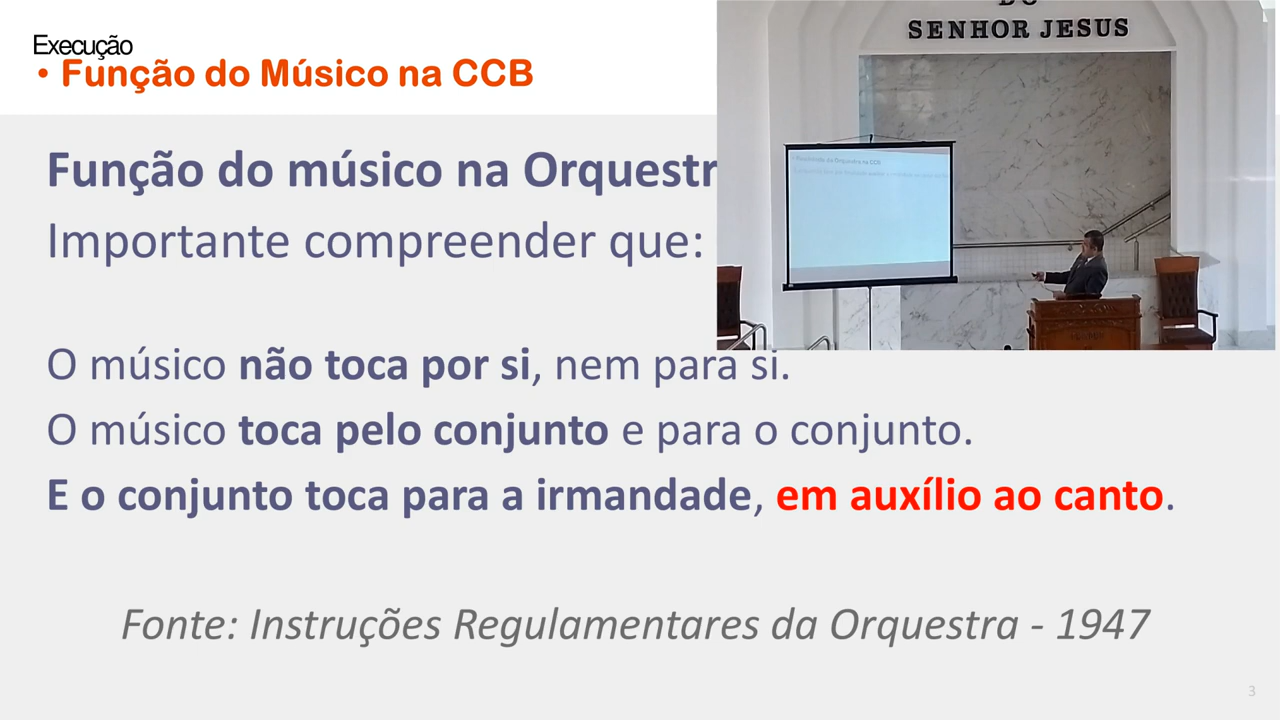 Execução
• Função do Músico na CCB
DO
SENHOR JESUS
Função do músico na Orquestr
Importante compreender que:
O músico não toca por si, nem para si.
O músico toca pelo conjunto e para o conjunto.
E o conjunto toca para a irmandade, em auxílio ao canto.
Fonte: Instruções Regulamentares da Orquestra - 1947
3